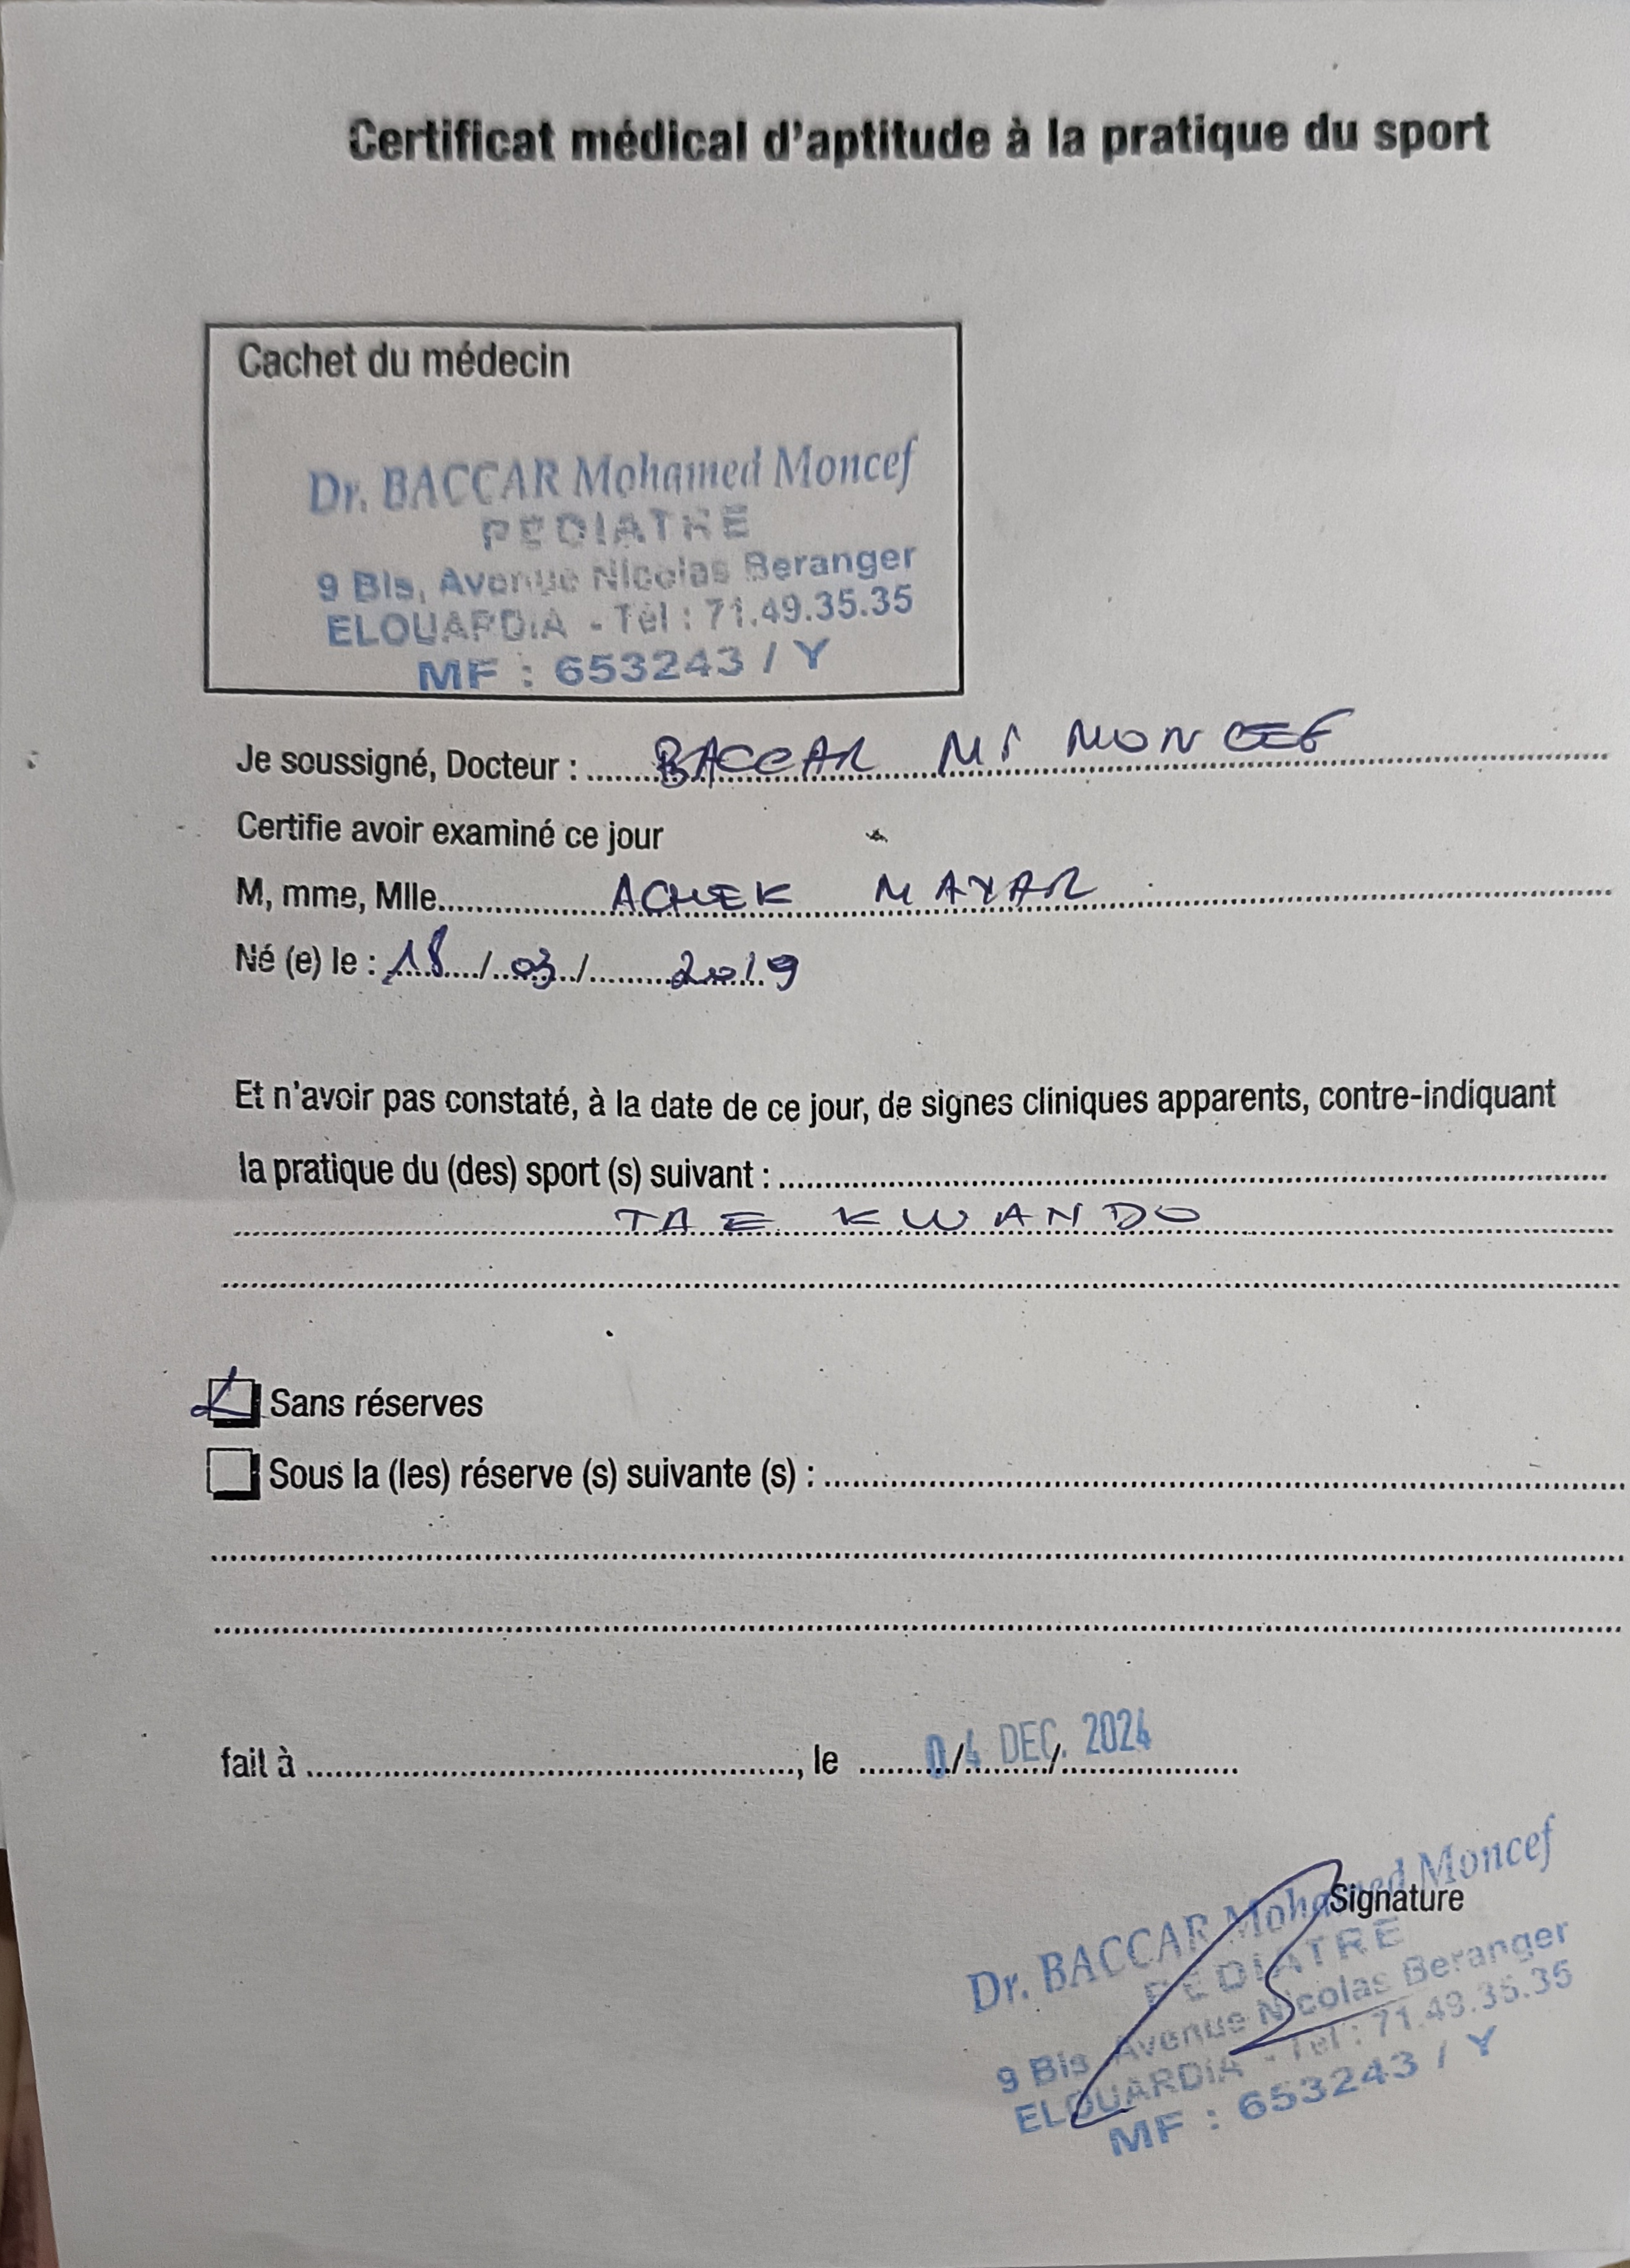 Certificat médical d'aptitude à la pratique du sport
Cachet du médecin
Dr. BACCAR Mohamed Moncef
PEDIATRE
9 Bis, Avenue Nicolas Beranger
ELOUARDIA - Tél : 71.49.35.35
MF : 653243 / Y
Je soussigné, Docteur : BACCAR Md MONCEF
Certifie avoir examiné ce jour
M, mme, Mlle ACHEK MAYAR
Né (e) le : 18 / 03 / 2019
Et n'avoir pas constaté, à la date de ce jour, de signes cliniques apparents, contre-indiquant
la pratique du (des) sport (s) suivant :
TAE KWANDO
Sans réserves
Sous la (les) réserve (s) suivante (s) :
fait à , le 04 DEC. 2024
Signature
Dr. BACCAR Mohamed Moncef
PEDIATRE
9 Bis, Avenue Nicolas Beranger
ELOUARDIA - Tél : 71.49.35.35
MF : 653243 / Y